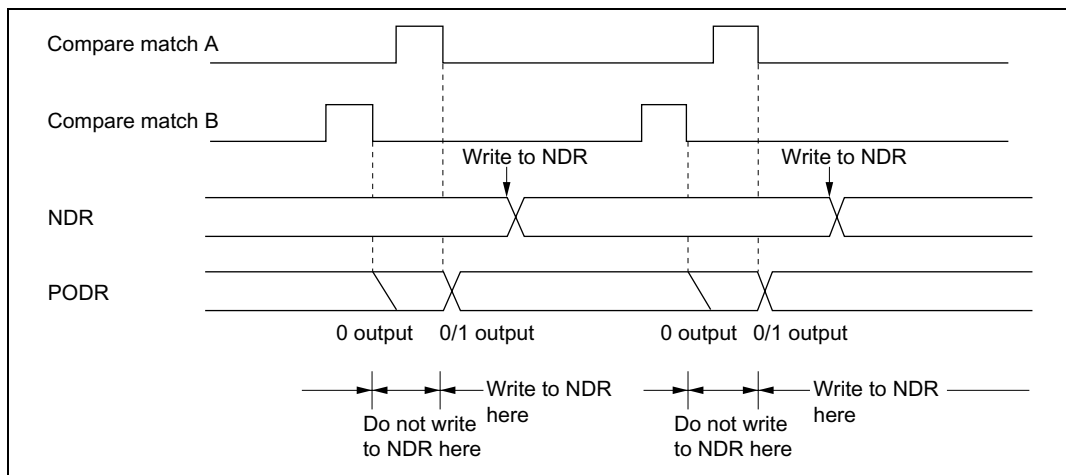 Compare match A
Compare match B
Write to NDR
Write to NDR
NDR
PODR
0 output
0/1 output
0 output
0/1 output
Write to NDR
here
Write to NDR
here
Do not write
to NDR here
Do not write
to NDR here